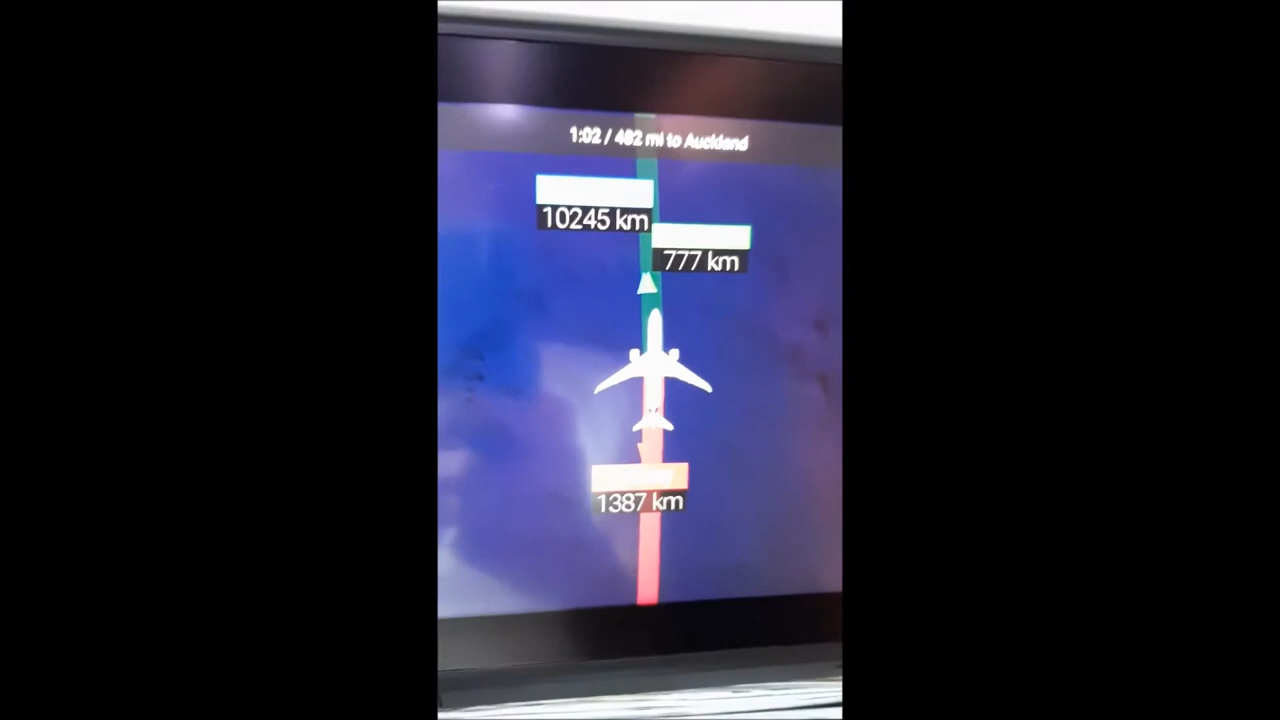 1:02 / 482 mi to Auckland
10245 km
777 km
1387 km